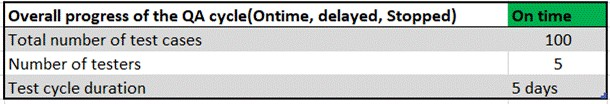 Overall progress of the QA cycle(Ontime, delayed, Stopped) On time
Total number of test cases 100
Number of testers 5
Test cycle duration 5 days